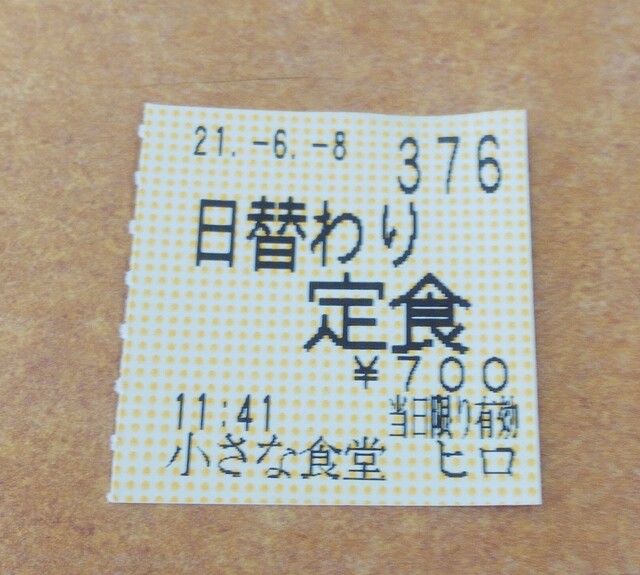 21.-6.-8 376
日替わり
定食
¥700
11:41 当日限り有効
小さな食堂 ヒロ